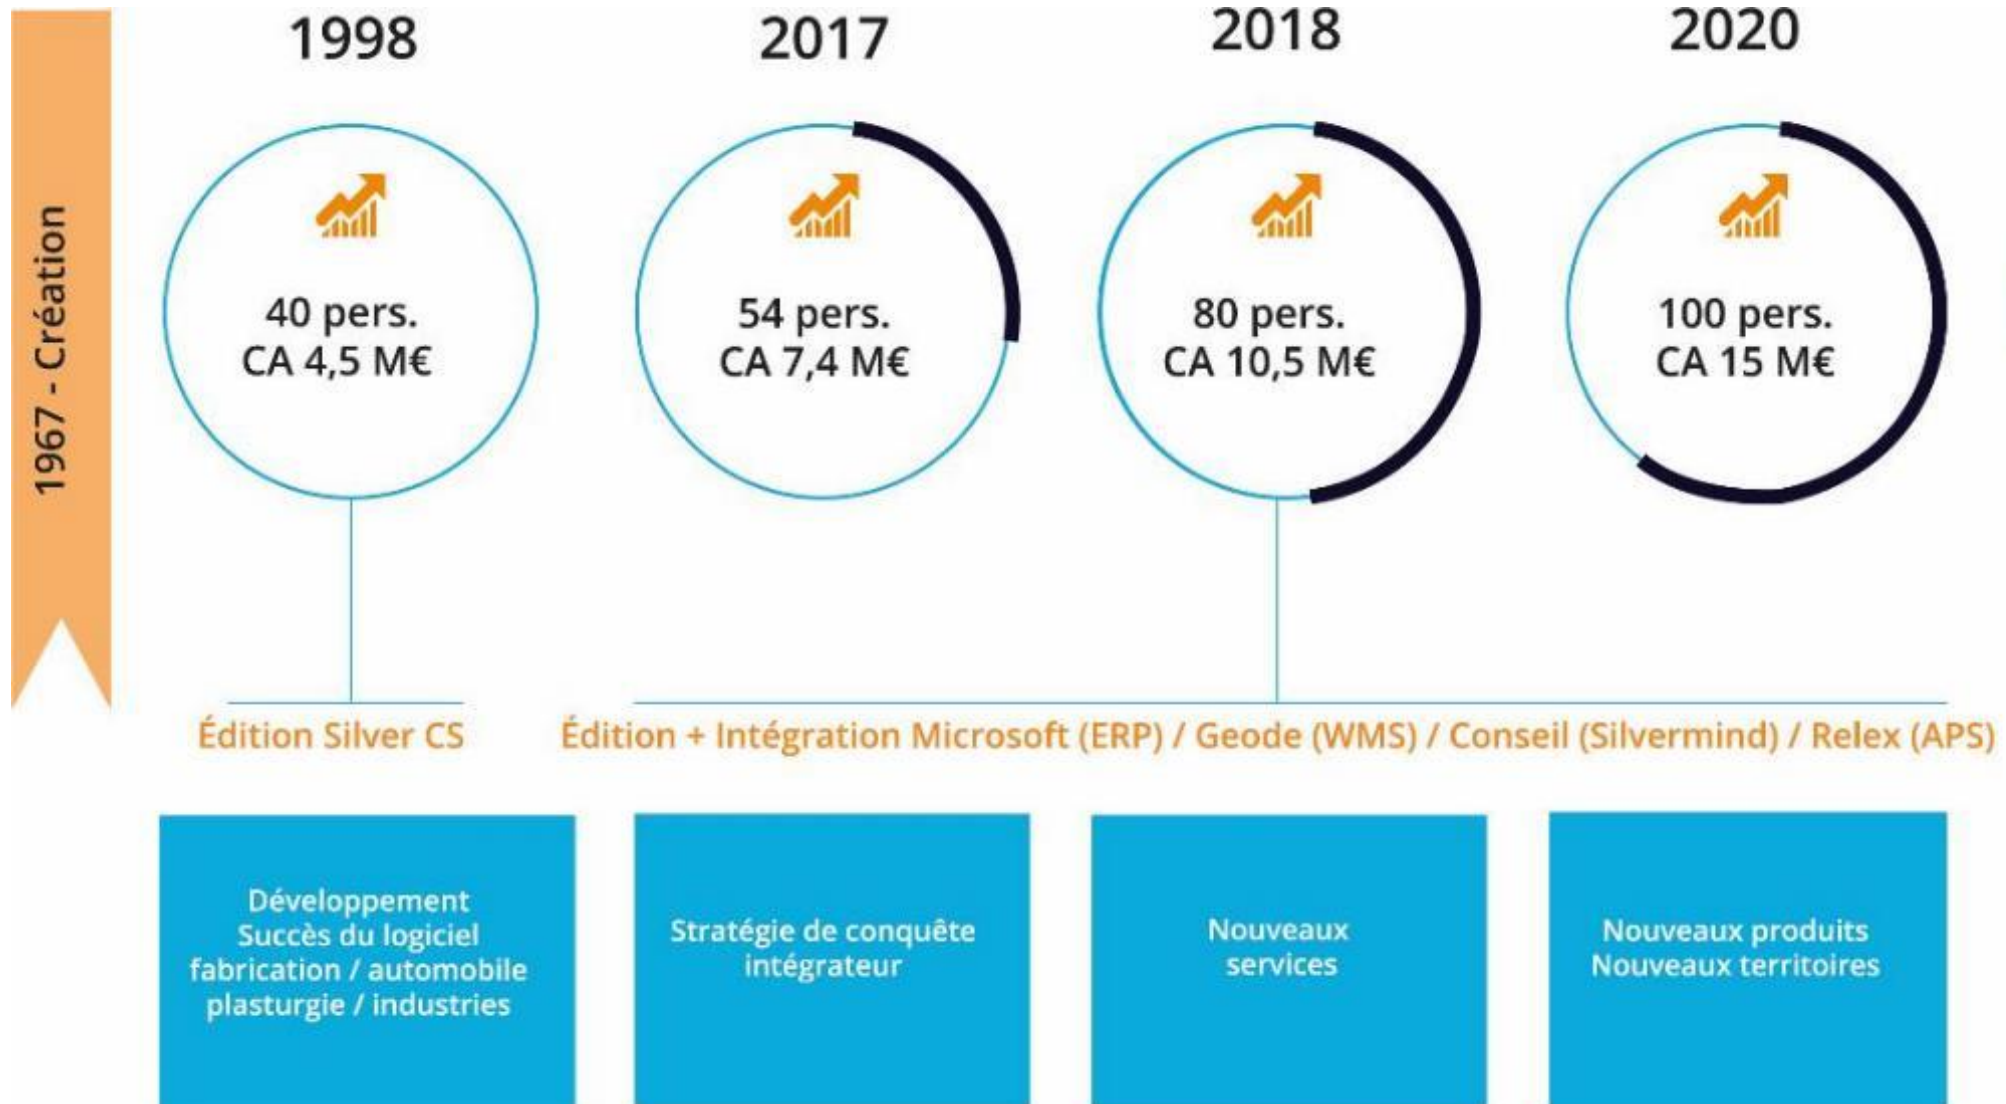 1967 - Création
1998
40 pers.
CA 4,5 M€
2017
54 pers.
CA 7,4 M€
2018
80 pers.
CA 10,5 M€
2020
100 pers.
CA 15 M€
Édition Silver CS
Édition + Intégration Microsoft (ERP) / Geode (WMS) / Conseil (Silvermind) / Relex (APS)
Développement
Succès du logiciel
fabrication / automobile
plasturgie / industries
Stratégie de conquête
intégrateur
Nouveaux
services
Nouveaux produits
Nouveaux territoires